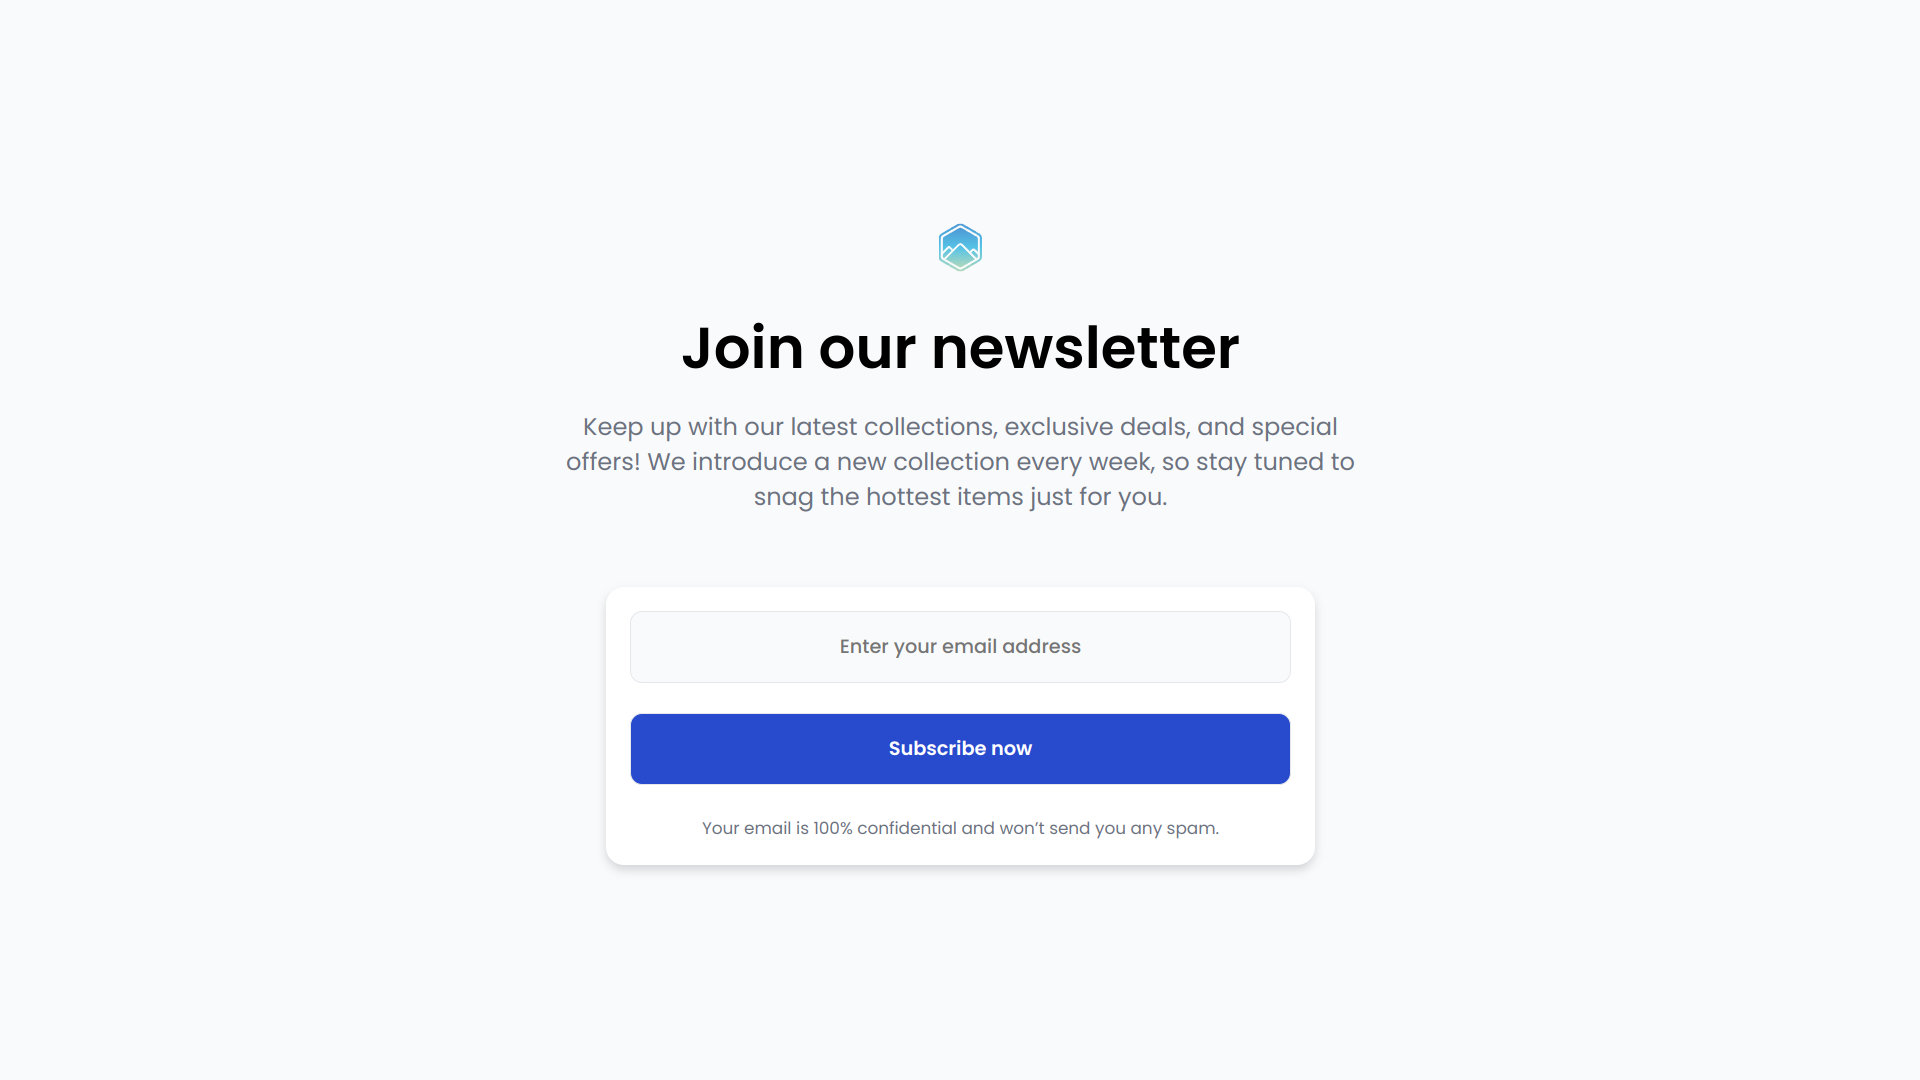 Join our newsletter
Keep up with our latest collections, exclusive deals, and special
offers! We introduce a new collection every week, so stay tuned to
snag the hottest items just for you.
Enter your email address
Subscribe now
Your email is 100% confidential and won’t send you any spam.